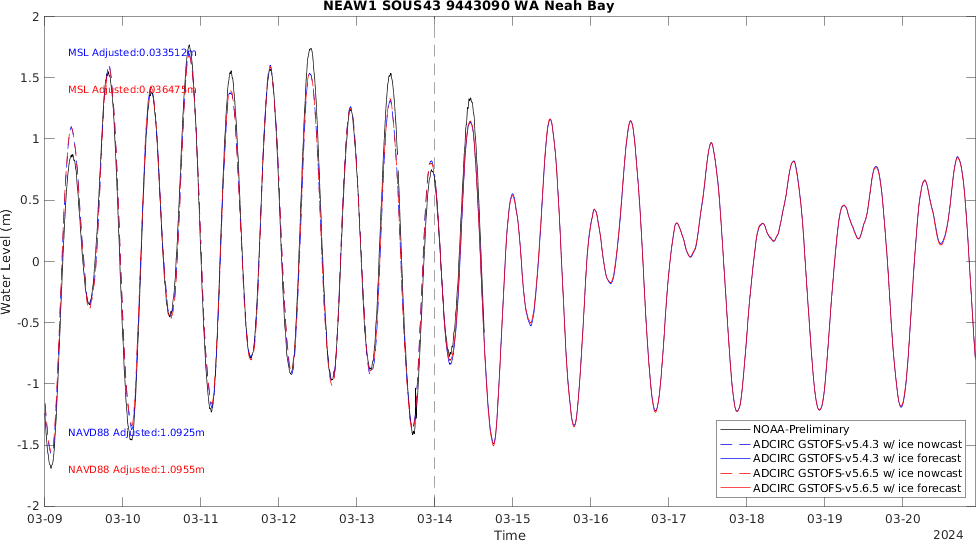 NEAW1 SOUS43 9443090 WA Neah Bay
Water Level (m)
2
1.5
1
0.5
0
-0.5
-1
-1.5
-2
MSL Adjusted:0.033512m
MSL Adjusted:0.036475m
NAVD88 Adjusted:1.0925m
NAVD88 Adjusted:1.0955m
NOAA-Preliminary
ADCIRC GSTOFS-v5.4.3 w/ ice nowcast
ADCIRC GSTOFS-v5.4.3 w/ ice forecast
ADCIRC GSTOFS-v5.6.5 w/ ice nowcast
ADCIRC GSTOFS-v5.6.5 w/ ice forecast
03-09 03-10 03-11 03-12 03-13 03-14 03-15 03-16 03-17 03-18 03-19 03-20
Time
2024